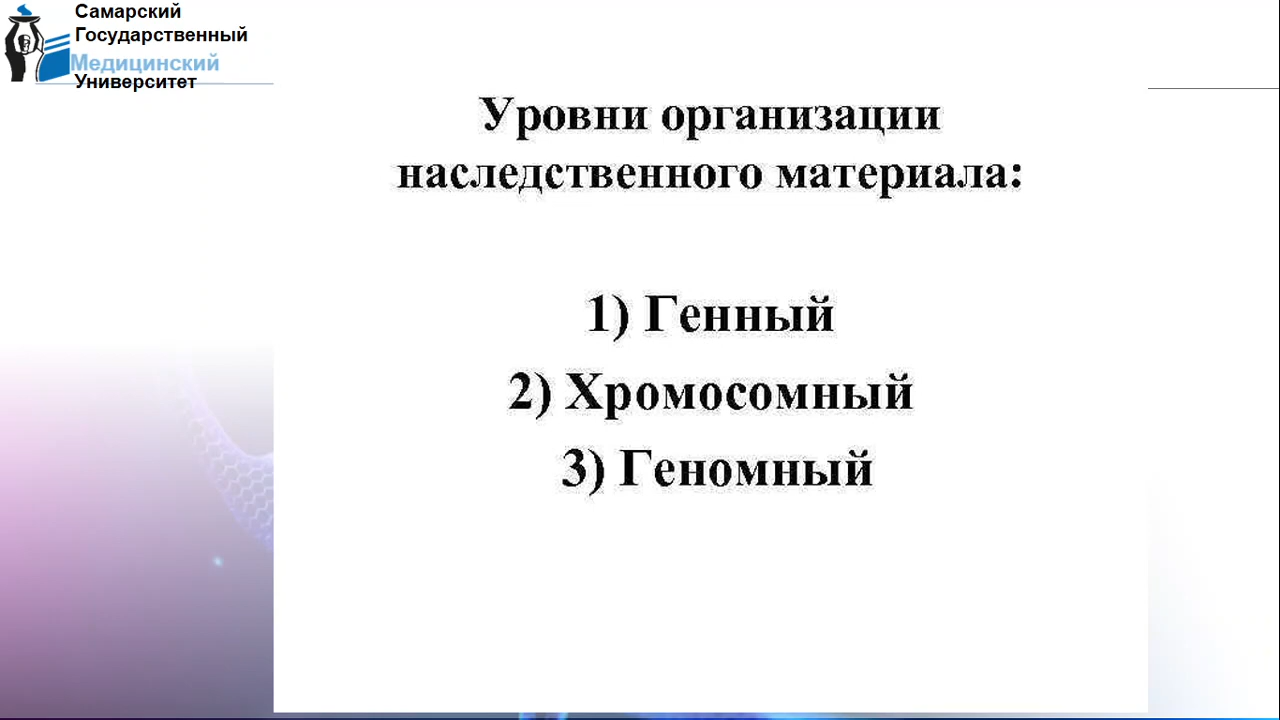 Самарский
Государственный
Медицинский
Университет
Уровни организации
наследственного материала:
1) Генный
2) Хромосомный
3) Геномный